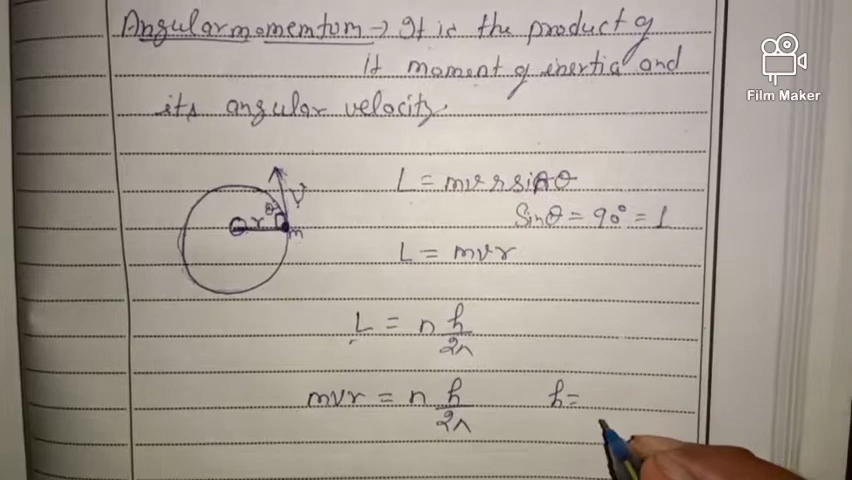 Angular momentum → It is the product of
it moment of inertia and
its angular velocity.
Film Maker
L = mvr sinθ
θ
V
r
m
Sinθ = 90° = 1
L = mvr
L = n h/2π
mvr = n h/2π
h =